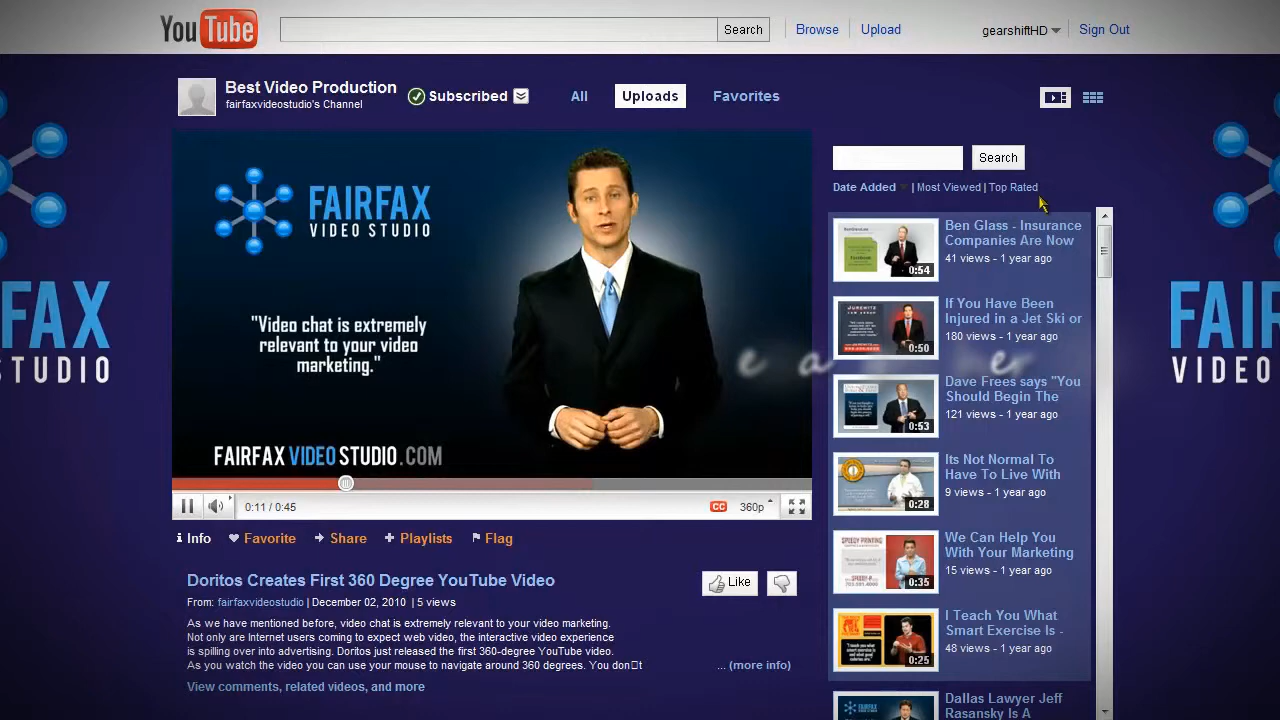 YouTube
Search
Browse
Upload
gearshiftHD
Sign Out
Best Video Production
fairfaxvideostudio's Channel
Subscribed
All
Uploads
Favorites
FAIRFAX
VIDEO STUDIO
"Video chat is extremely
relevant to your video
marketing."
FAIRFAXVIDEOSTUDIO.COM
0:11 / 0:45
CC
360p
Info
Favorite
Share
Playlists
Flag
Doritos Creates First 360 Degree YouTube Video
Like
From: fairfaxvideostudio | December 02, 2010 | 5 views
As we have mentioned before, video chat is extremely relevant to your video marketing.
Not only are Internet users coming to expect web video, the interactive video experience
is spilling over into advertising. Doritos just released the first 360-degree YouTube video.
As you watch the video you can use your mouse to navigate around 360 degrees. You don□t
... (more info)
View comments, related videos, and more
Search
Date Added | Most Viewed | Top Rated
Ben Glass - Insurance
Companies Are Now
41 views - 1 year ago
0:54
If You Have Been
Injured in a Jet Ski or
180 views - 1 year ago
0:50
Dave Frees says "You
Should Begin The
121 views - 1 year ago
0:53
Its Not Normal To
Have To Live With
9 views - 1 year ago
0:28
We Can Help You
With Your Marketing
15 views - 1 year ago
SPEEDY PRINTING
0:35
I Teach You What
Smart Exercise Is -
48 views - 1 year ago
0:25
Dallas Lawyer Jeff
Rasansky Is A
FAIRFAX
STUDIO
FAIRF
VIDEO S